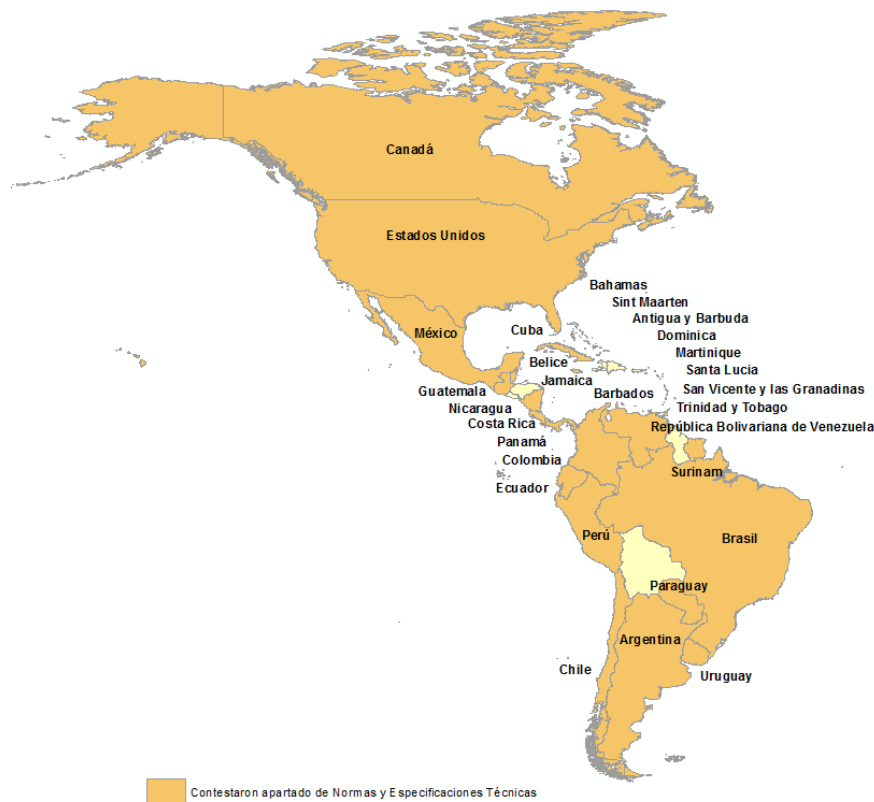 Canadá
Estados Unidos
Bahamas
Sint Maarten
Antigua y Barbuda
Cuba
México
Dominica
Martinique
Belice
Santa Lucia
Jamaica
San Vicente y las Granadinas
Guatemala
Barbados
Nicaragua
Trinidad y Tobago
Costa Rica
República Bolivariana de Venezuela
Panamá
Colombia
Surinam
Ecuador
Perú
Brasil
Paraguay
Argentina
Chile
Uruguay
Contestaron apartado de Normas y Especificaciones Técnicas